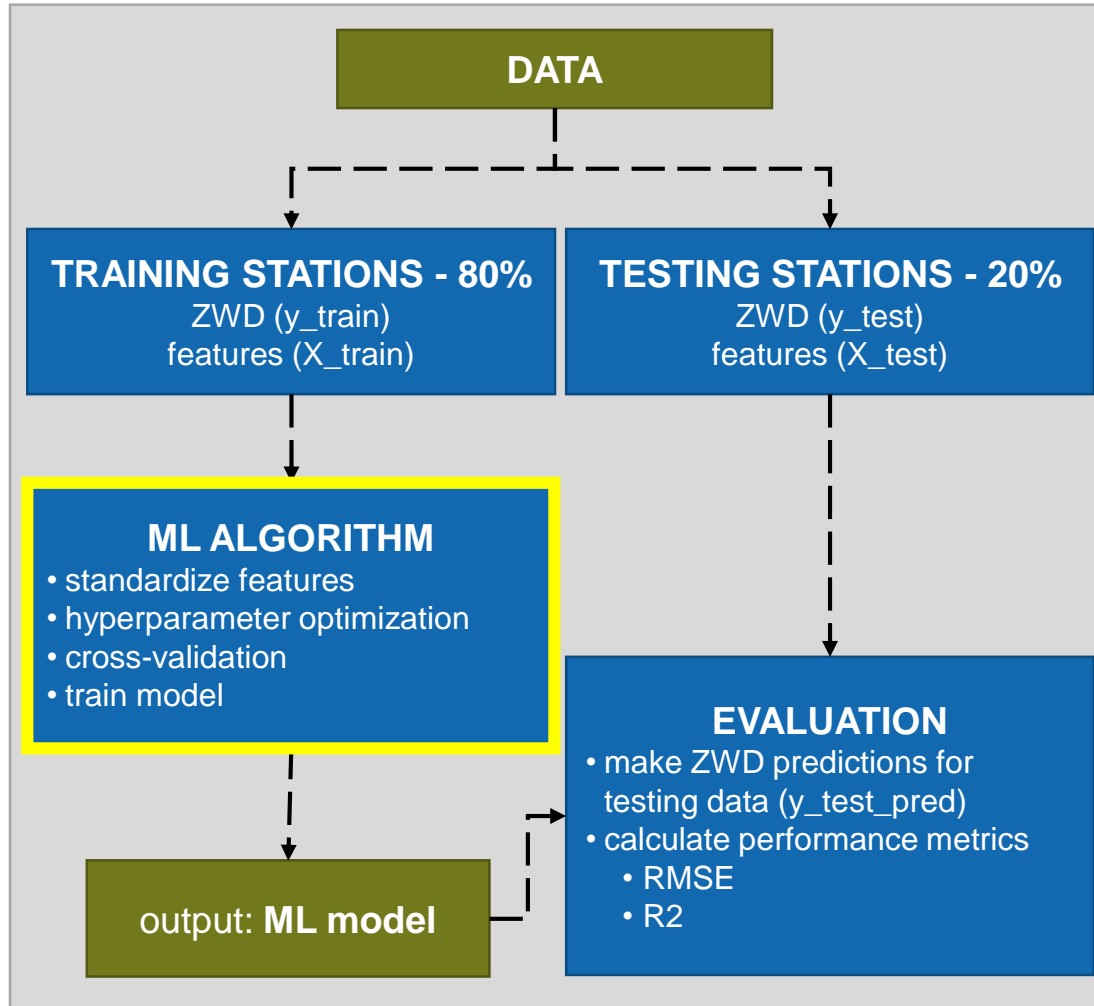 DATA
TRAINING STATIONS - 80%
ZWD (y_train)
features (X_train)
TESTING STATIONS - 20%
ZWD (y_test)
features (X_test)
ML ALGORITHM
• standardize features
• hyperparameter optimization
• cross-validation
• train model
output: ML model
EVALUATION
• make ZWD predictions for
testing data (y_test_pred)
• calculate performance metrics
• RMSE
• R2